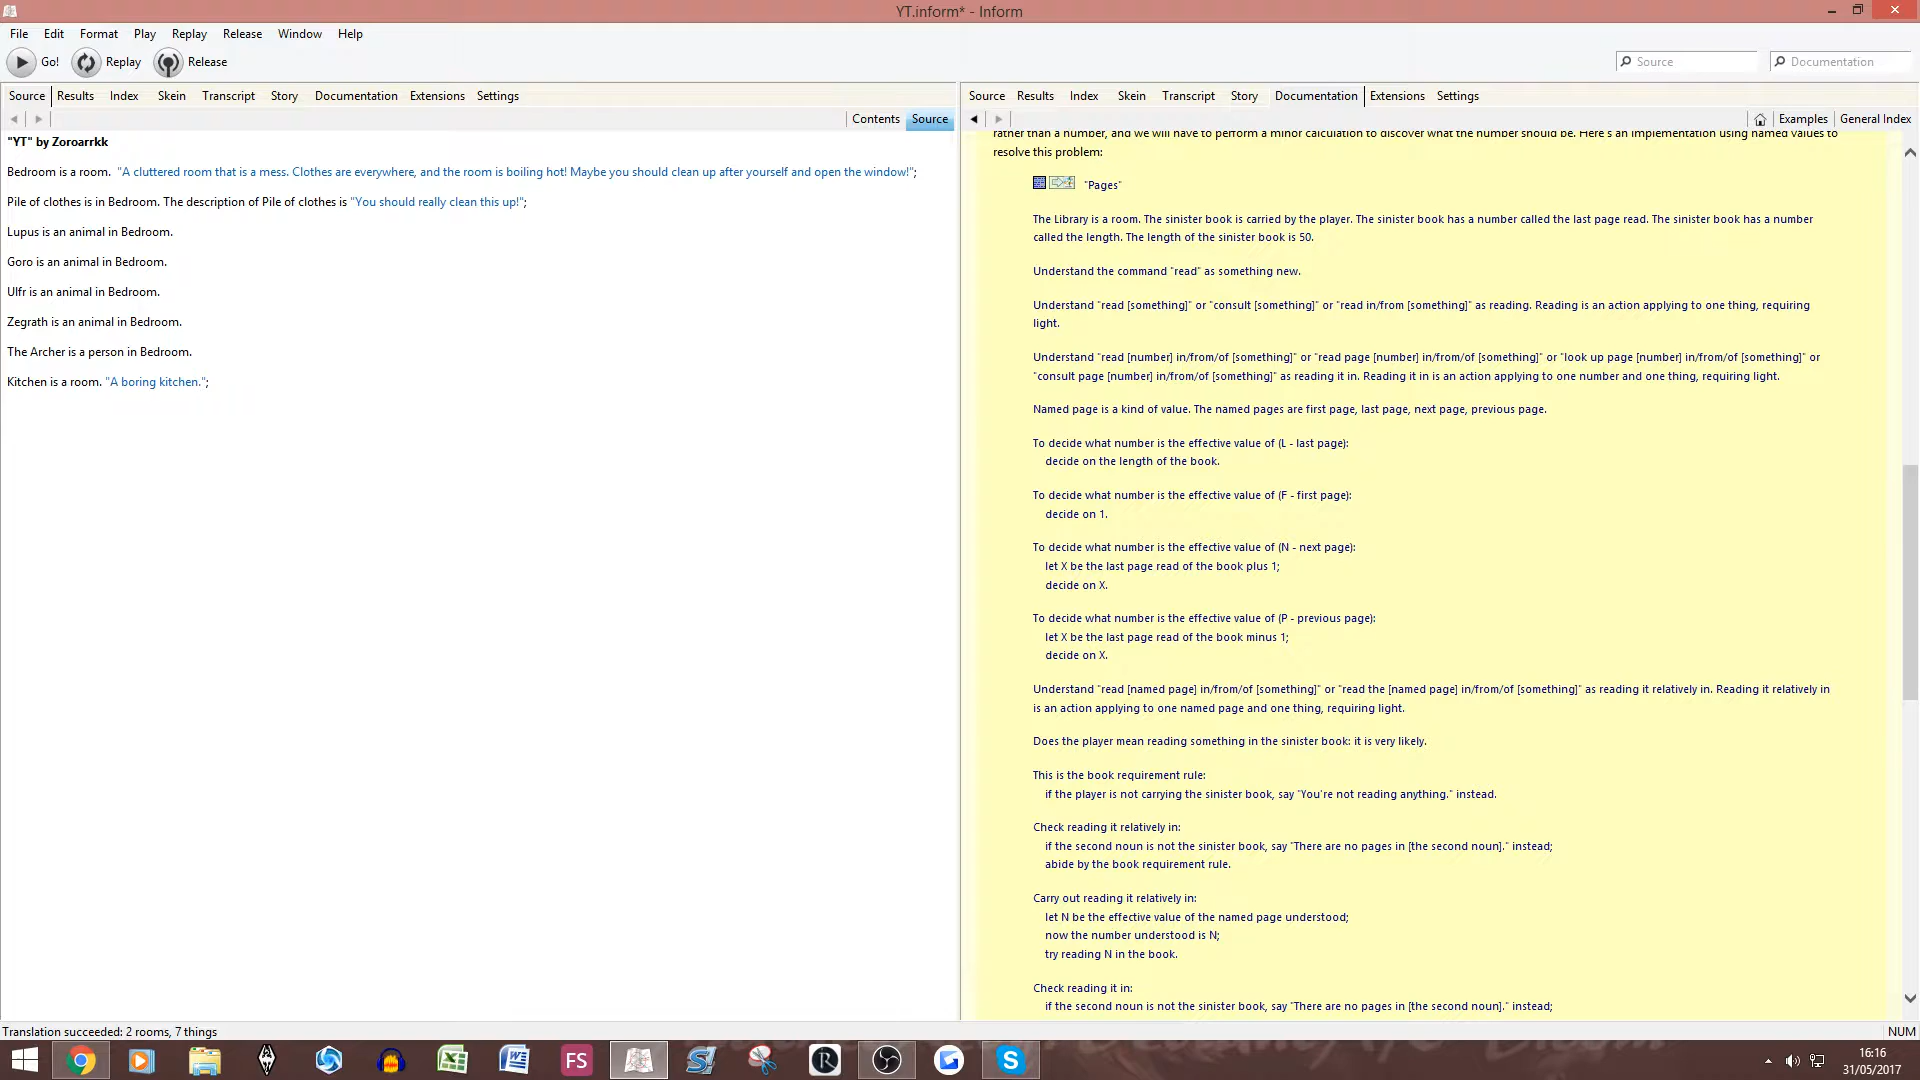 YT.inform* - Inform
File Edit Format Play Replay Release Window Help
Go! Replay Release
Source Documentation
Source Results Index Skein Transcript Story Documentation Extensions Settings
Contents Source
"YT" by Zoroarrkk
Bedroom is a room. "A cluttered room that is a mess. Clothes are everywhere, and the room is boiling hot! Maybe you should clean up after yourself and open the window!";
Pile of clothes is in Bedroom. The description of Pile of clothes is "You should really clean this up!";
Lupus is an animal in Bedroom.
Goro is an animal in Bedroom.
Ulfr is an animal in Bedroom.
Zegrath is an animal in Bedroom.
The Archer is a person in Bedroom.
Kitchen is a room. "A boring kitchen.";
Source Results Index Skein Transcript Story Documentation Extensions Settings
Examples General Index
rather than a number, and we will have to perform a minor calculation to discover what the number should be. Here's an implementation using named values to
resolve this problem:
"Pages"
The Library is a room. The sinister book is carried by the player. The sinister book has a number called the last page read. The sinister book has a number
called the length. The length of the sinister book is 50.
Understand the command "read" as something new.
Understand "read [something]" or "consult [something]" or "read in/from [something]" as reading. Reading is an action applying to one thing, requiring
light.
Understand "read [number] in/from/of [something]" or "read page [number] in/from/of [something]" or "look up page [number] in/from/of [something]" or
"consult page [number] in/from/of [something]" as reading it in. Reading it in is an action applying to one number and one thing, requiring light.
Named page is a kind of value. The named pages are first page, last page, next page, previous page.
To decide what number is the effective value of (L - last page):
decide on the length of the book.
To decide what number is the effective value of (F - first page):
decide on 1.
To decide what number is the effective value of (N - next page):
let X be the last page read of the book plus 1;
decide on X.
To decide what number is the effective value of (P - previous page):
let X be the last page read of the book minus 1;
decide on X.
Understand "read [named page] in/from/of [something]" or "read the [named page] in/from/of [something]" as reading it relatively in. Reading it relatively in
is an action applying to one named page and one thing, requiring light.
Does the player mean reading something in the sinister book: it is very likely.
This is the book requirement rule:
if the player is not carrying the sinister book, say "You're not reading anything." instead.
Check reading it relatively in:
if the second noun is not the sinister book, say "There are no pages in [the second noun]." instead;
abide by the book requirement rule.
Carry out reading it relatively in:
let N be the effective value of the named page understood;
now the number understood is N;
try reading N in the book.
Check reading it in:
if the second noun is not the sinister book, say "There are no pages in [the second noun]." instead;
Translation succeeded: 2 rooms, 7 things
NUM
FS
16:16
31/05/2017